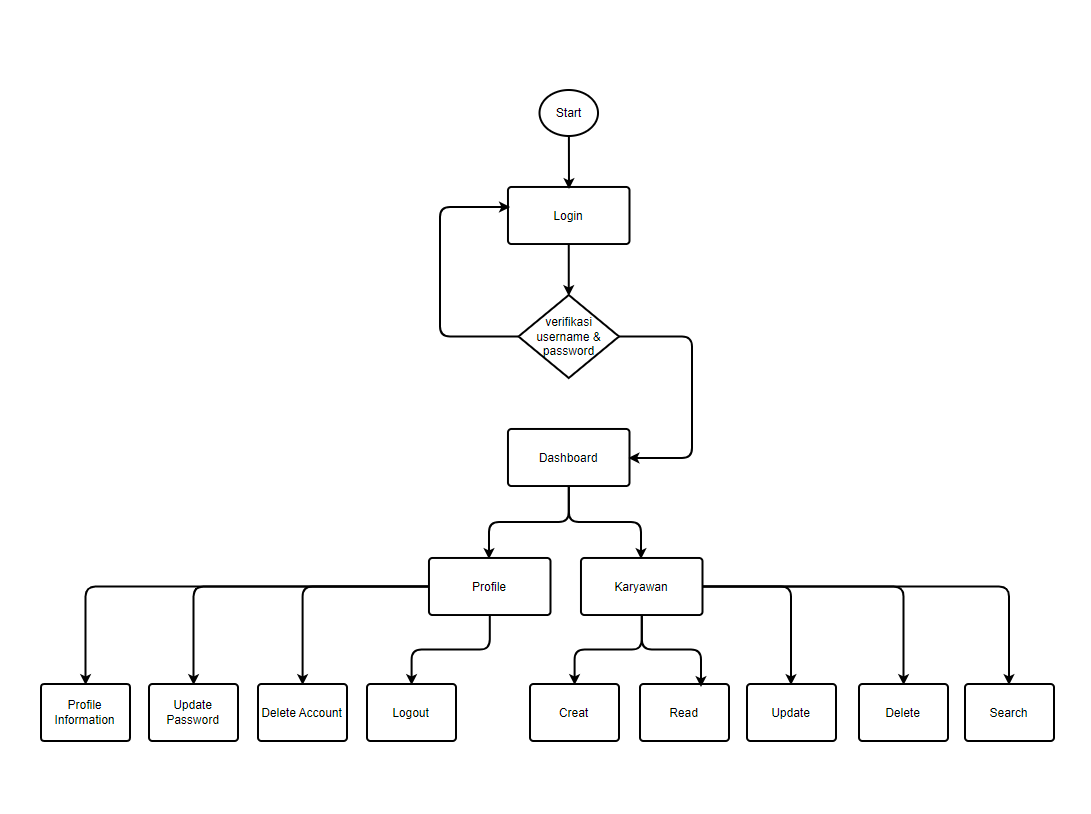 Start
Login
verifikasi
username &
password
Dashboard
Profile
Karyawan
Profile
Information
Update
Password
Delete Account
Logout
Creat
Read
Update
Delete
Search